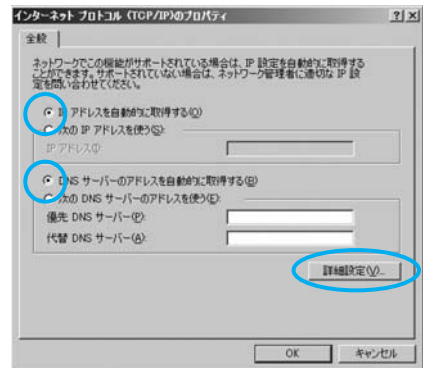 インターネット プロトコル (TCP/IP)のプロパティ
? ×
全般
ネットワークでこの機能がサポートされている場合は、IP 設定を自動的に取得する
ことができます。サポートされていない場合は、ネットワーク管理者に適切な IP 設
定を問い合わせてください。
IP アドレスを自動的に取得する(O)
次の IP アドレスを使う(S):
IP アドレス(I):
DNS サーバーのアドレスを自動的に取得する(B)
次の DNS サーバーのアドレスを使う(E):
優先 DNS サーバー(P):
代替 DNS サーバー(A):
詳細設定(V)...
OK キャンセル